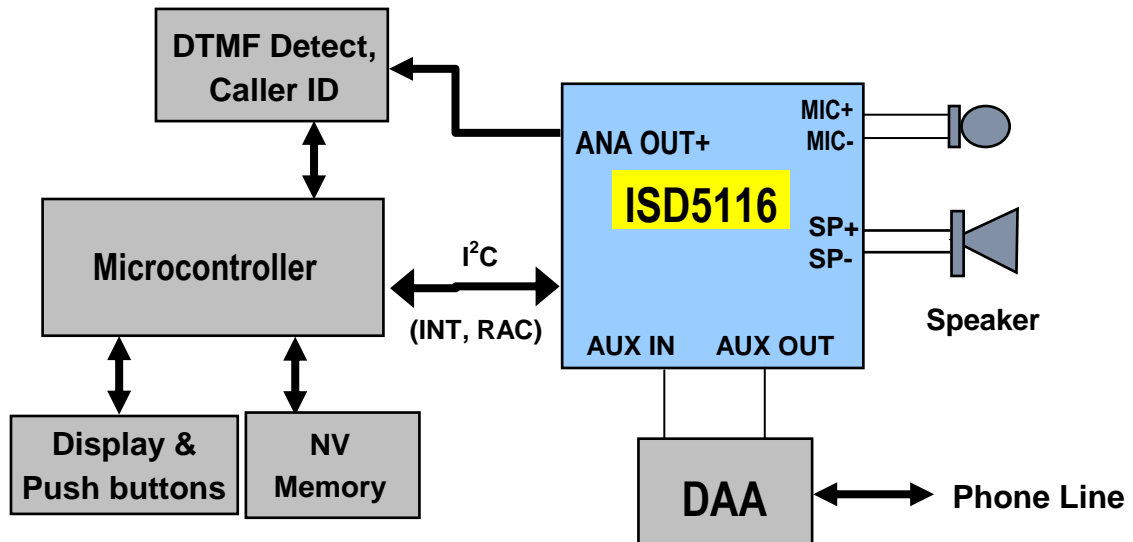 DTMF Detect,
Caller ID
ANA OUT+
MIC+
MIC-
ISD5116
SP+
SP-
Microcontroller
I²C
(INT, RAC)
Speaker
AUX IN
AUX OUT
Display &
Push buttons
NV
Memory
DAA
Phone Line